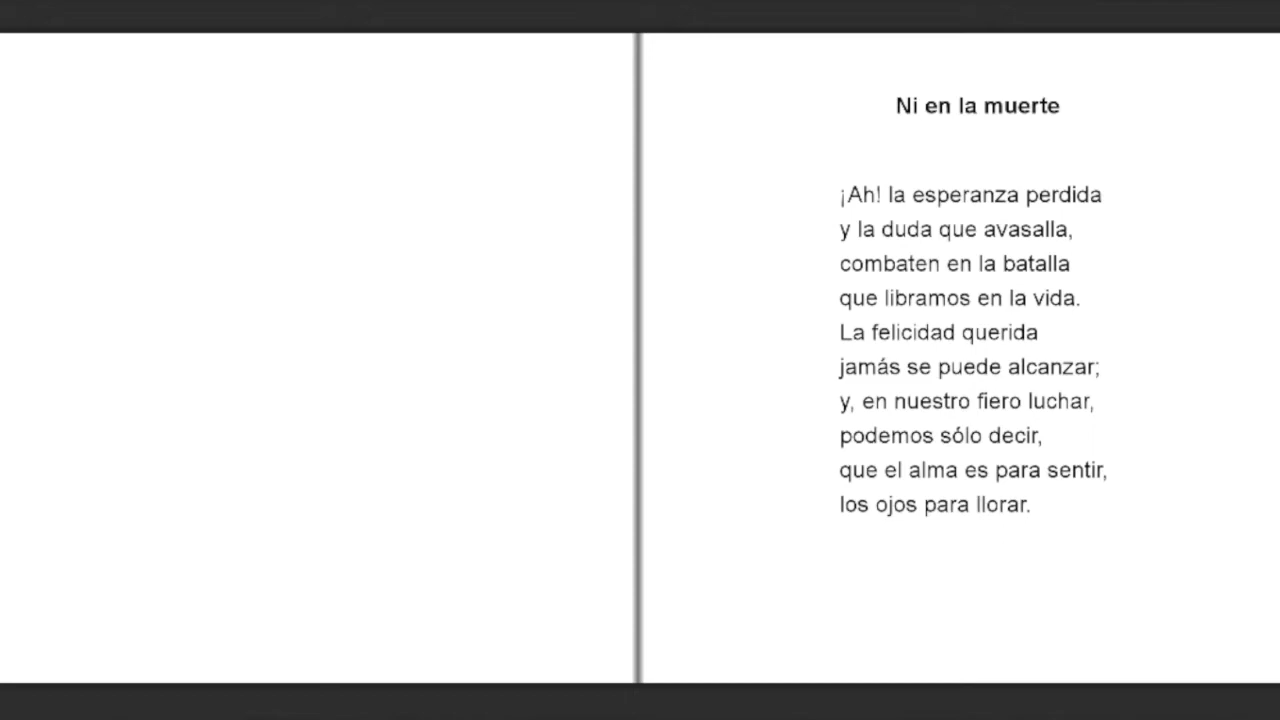 Ni en la muerte
¡Ah! la esperanza perdida
y la duda que avasalla,
combaten en la batalla
que libramos en la vida.
La felicidad querida
jamás se puede alcanzar;
y, en nuestro fiero luchar,
podemos sólo decir,
que el alma es para sentir,
los ojos para llorar.